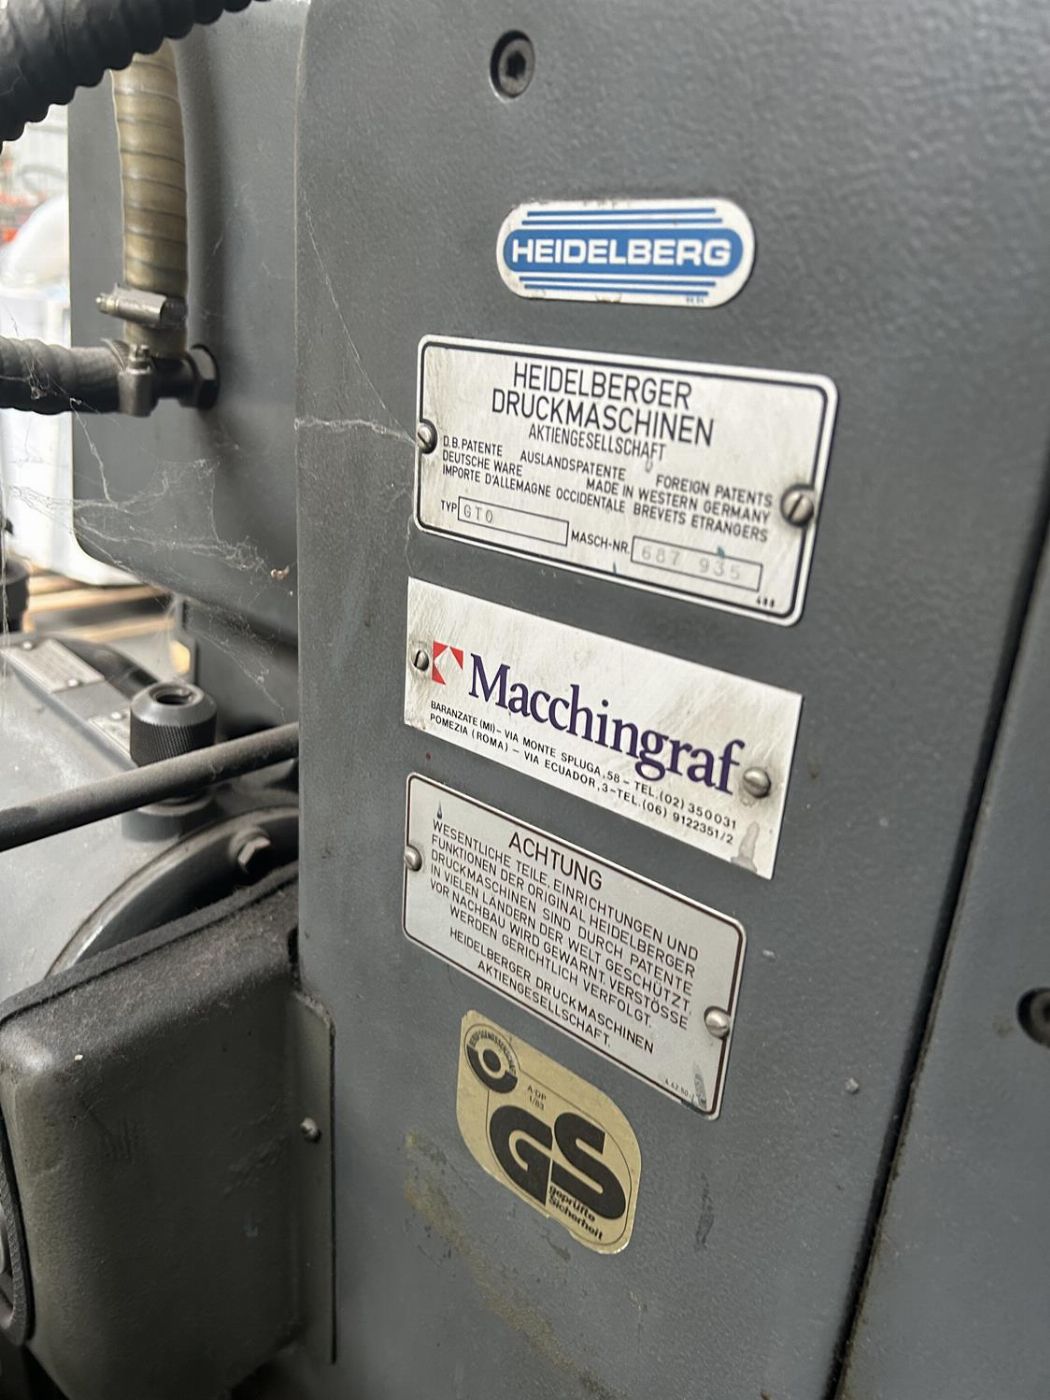 HEIDELBERG
HEIDELBERGER
DRUCKMASCHINEN
AKTIENGESELLSCHAFT
D.B.PATENTE AUSLANDSPATENTE FOREIGN PATENTS
DEUTSCHE WARE MADE IN WESTERN GERMANY
IMPORTE D'ALLEMAGNE OCCIDENTALE BREVETS ETRANGERS
TYP GTO MASCH-NR. 687 935
Macchingraf
BARANZATE (MI)- VIA MONTE SPLUGA, 58 - TEL.(02) 350031
POMEZIA (ROMA) - VIA ECUADOR, 3-TEL.(06) 9122351/2
ACHTUNG
WESENTLICHE TEILE, EINRICHTUNGEN UND
FUNKTIONEN DER ORIGINAL HEIDELBERGER
DRUCKMASCHINEN SIND DURCH PATENTE
IN VIELEN LÄNDERN DER WELT GESCHÜTZT
VOR NACHBAU WIRD GEWARNT, VERSTÖSSE
WERDEN GERICHTLICH VERFOLGT.
HEIDELBERGER DRUCKMASCHINEN
AKTIENGESELLSCHAFT.
A-DP
1/83
GS
geprüfte
Sicherheit